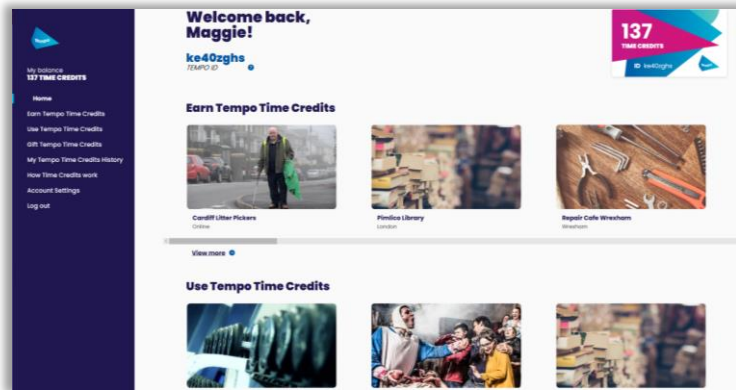 My balance
137 TIME CREDITS
Home
Earn Tempo Time Credits
Use Tempo Time Credits
Gift Tempo Time Credits
My Tempo Time Credits History
How Time Credits work
Account Settings
Log out
Welcome back,
Maggie!
ke40zghs
TEMPO ID
137
TIME CREDITS
ID ke40zghs
Earn Tempo Time Credits
Cardiff Litter Pickers
Online
Pimlico Library
London
Repair Cafe Wrexham
Wrexham
View more
Use Tempo Time Credits